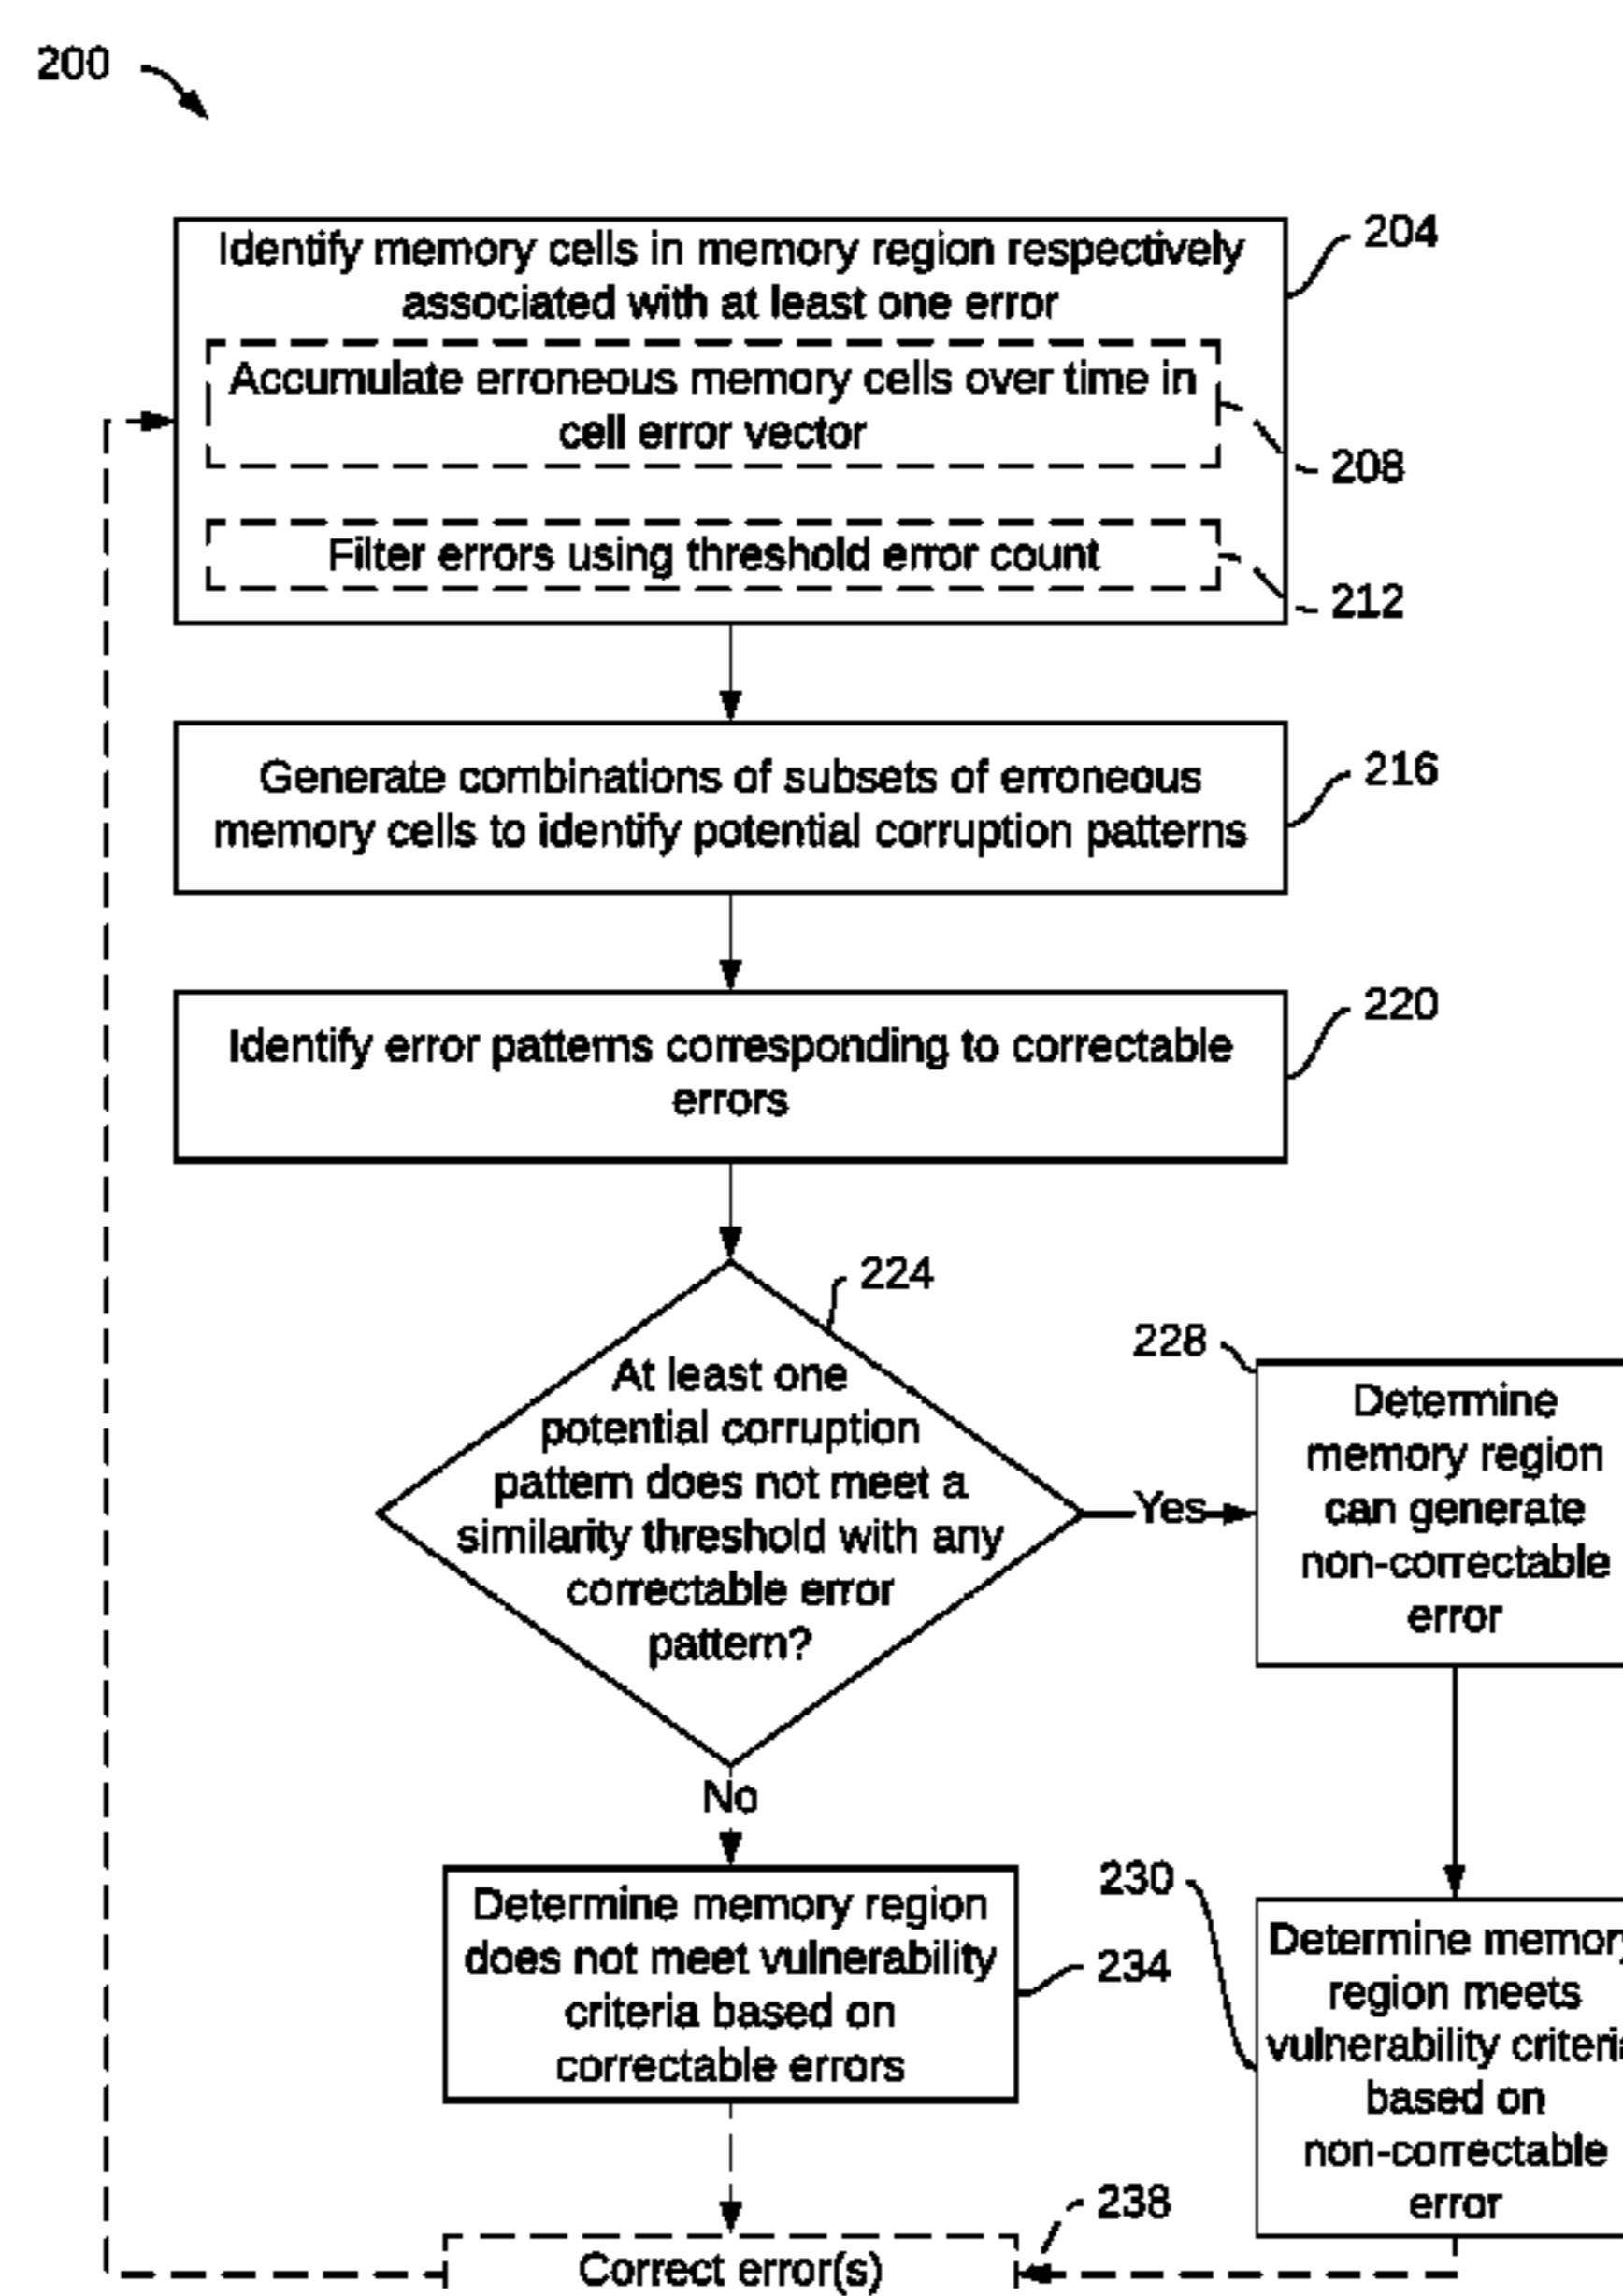 200
Identify memory cells in memory region respectively
associated with at least one error
204
Accumulate erroneous memory cells over time in
cell error vector
208
Filter errors using threshold error count
212
Generate combinations of subsets of erroneous
memory cells to identify potential corruption patterns
216
Identify error patterns corresponding to correctable
errors
220
224
At least one
potential corruption
pattern does not meet a
similarity threshold with any
correctable error
pattern?
Yes
228
Determine
memory region
can generate
non-correctable
error
No
Determine memory region
does not meet vulnerability
criteria based on
correctable errors
234
230
Determine memory
region meets
vulnerability criteria
based on
non-correctable
error
238
Correct error(s)